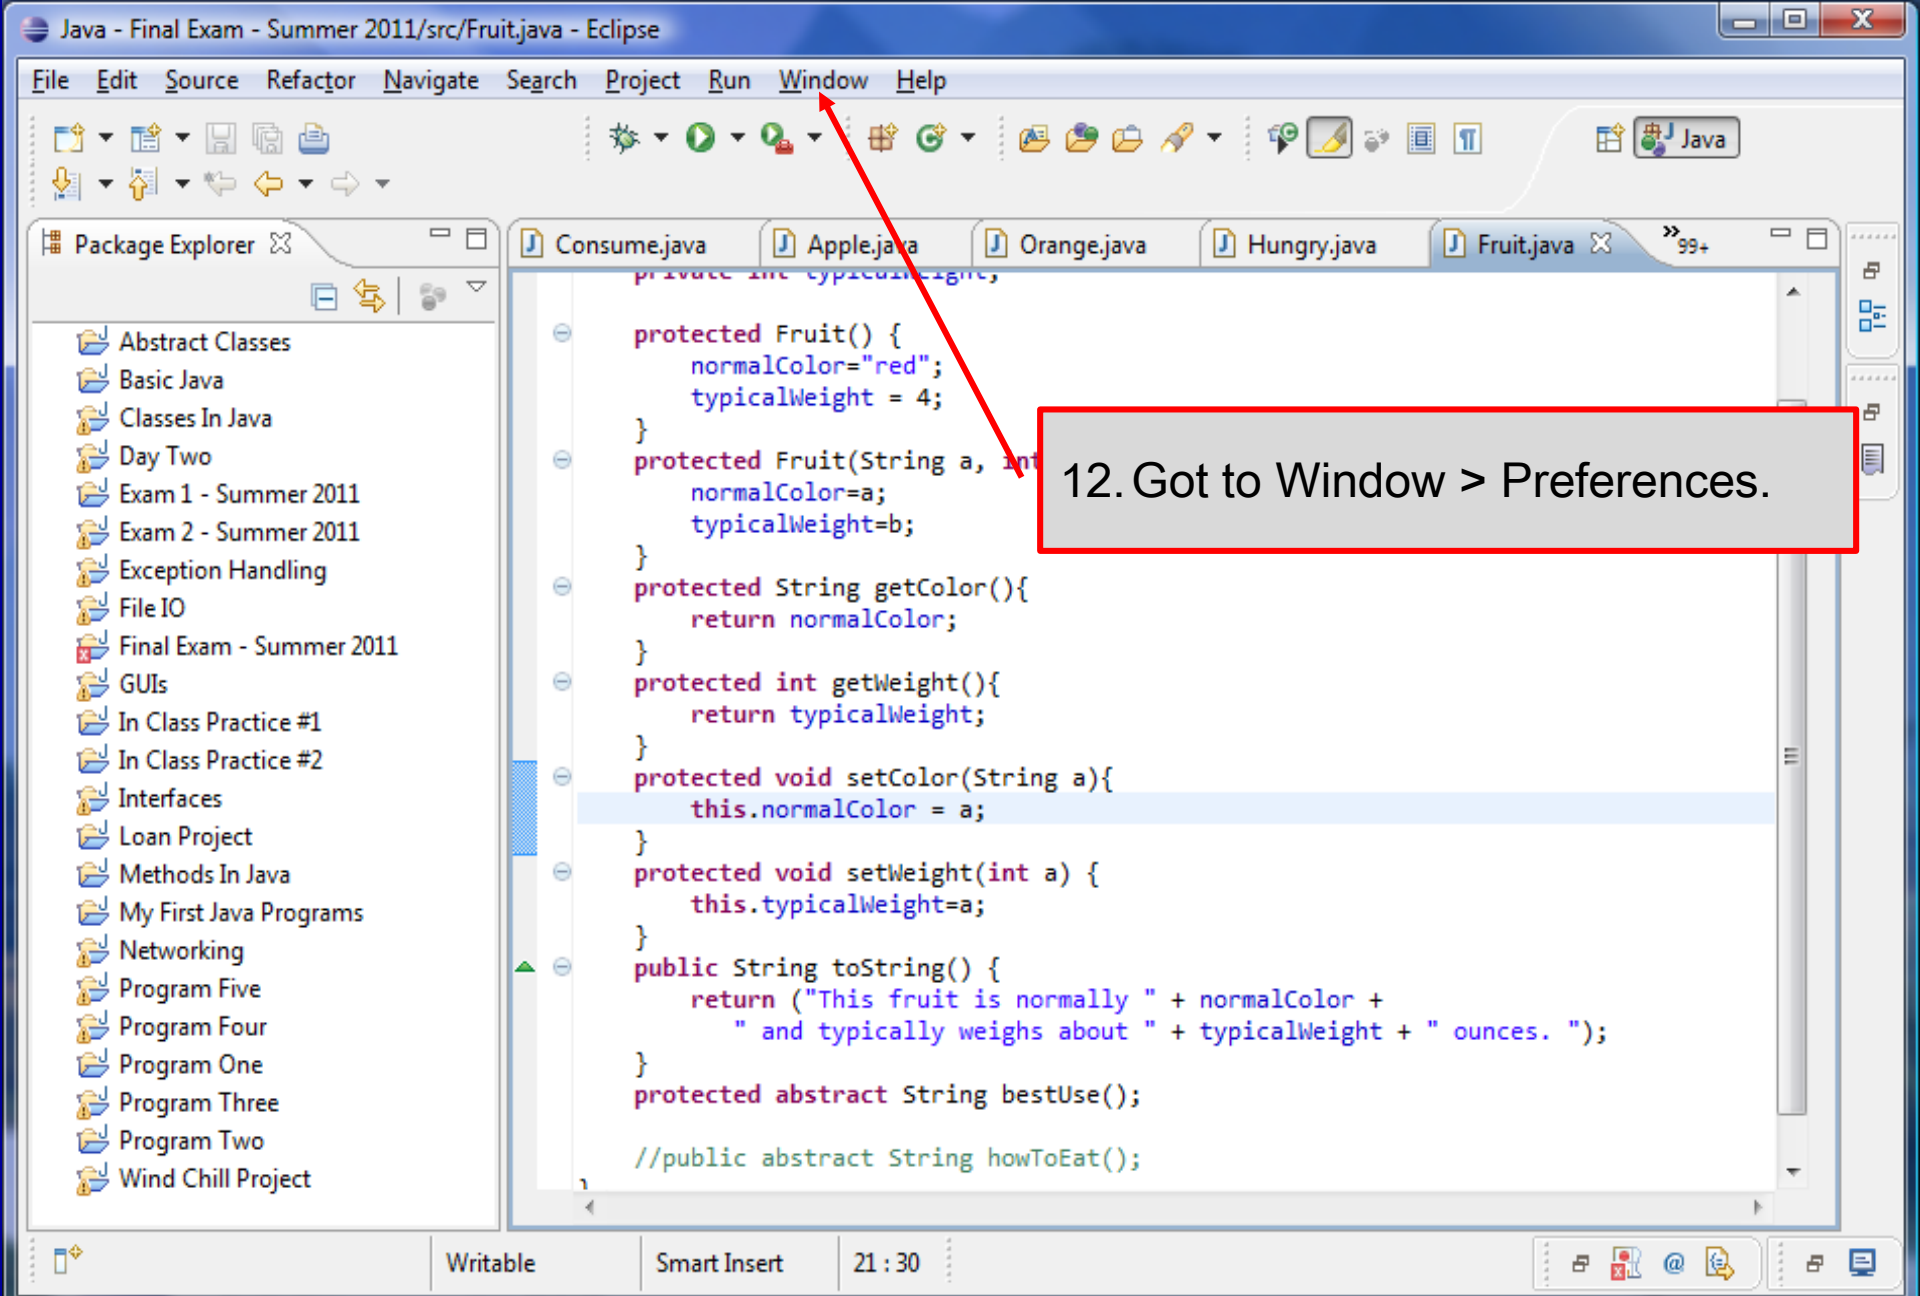 Java - Final Exam - Summer 2011/src/Fruit.java - Eclipse
File Edit Source Refactor Navigate Search Project Run Window Help
Java
Package Explorer
Consume.java Apple.java Orange.java Hungry.java Fruit.java 99+
private int typicalWeight;
protected Fruit() {
normalColor="red";
typicalWeight = 4;
}
protected Fruit(String a, int
normalColor=a;
typicalWeight=b;
}
protected String getColor(){
return normalColor;
}
protected int getWeight(){
return typicalWeight;
}
protected void setColor(String a){
this.normalColor = a;
}
protected void setWeight(int a) {
this.typicalWeight=a;
}
public String toString() {
return ("This fruit is normally " + normalColor +
" and typically weighs about " + typicalWeight + " ounces. ");
}
protected abstract String bestUse();
//public abstract String howToEat();
}
12. Got to Window > Preferences.
Abstract Classes
Basic Java
Classes In Java
Day Two
Exam 1 - Summer 2011
Exam 2 - Summer 2011
Exception Handling
File IO
Final Exam - Summer 2011
GUIs
In Class Practice #1
In Class Practice #2
Interfaces
Loan Project
Methods In Java
My First Java Programs
Networking
Program Five
Program Four
Program One
Program Three
Program Two
Wind Chill Project
Writable Smart Insert 21 : 30